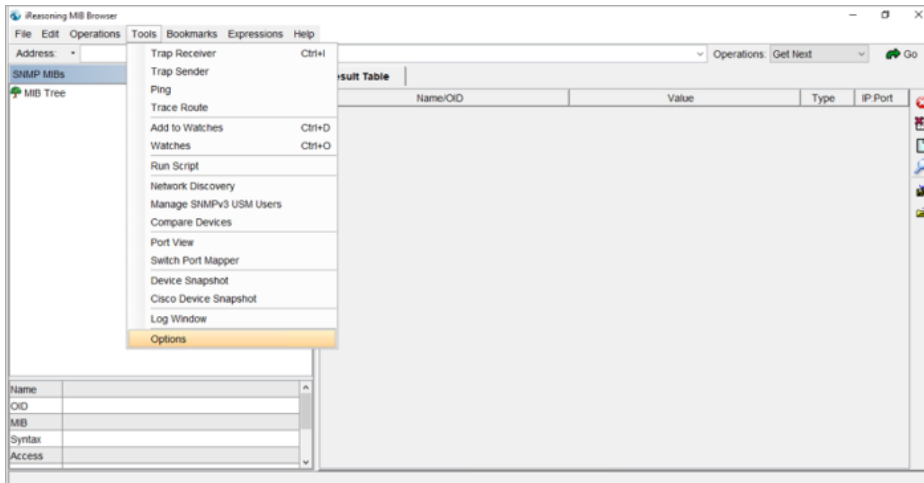 iReasoning MIB Browser
File Edit Operations Tools Bookmarks Expressions Help
Address: Operations: Get Next Go
SNMP MIBs
MIB Tree
Trap Receiver Ctrl+I
Trap Sender
Ping
Trace Route
Add to Watches Ctrl+D
Watches Ctrl+O
Run Script
Network Discovery
Manage SNMPv3 USM Users
Compare Devices
Port View
Switch Port Mapper
Device Snapshot
Cisco Device Snapshot
Log Window
Options
esult Table
Name/OID Value Type IP:Port
Name
OID
MIB
Syntax
Access